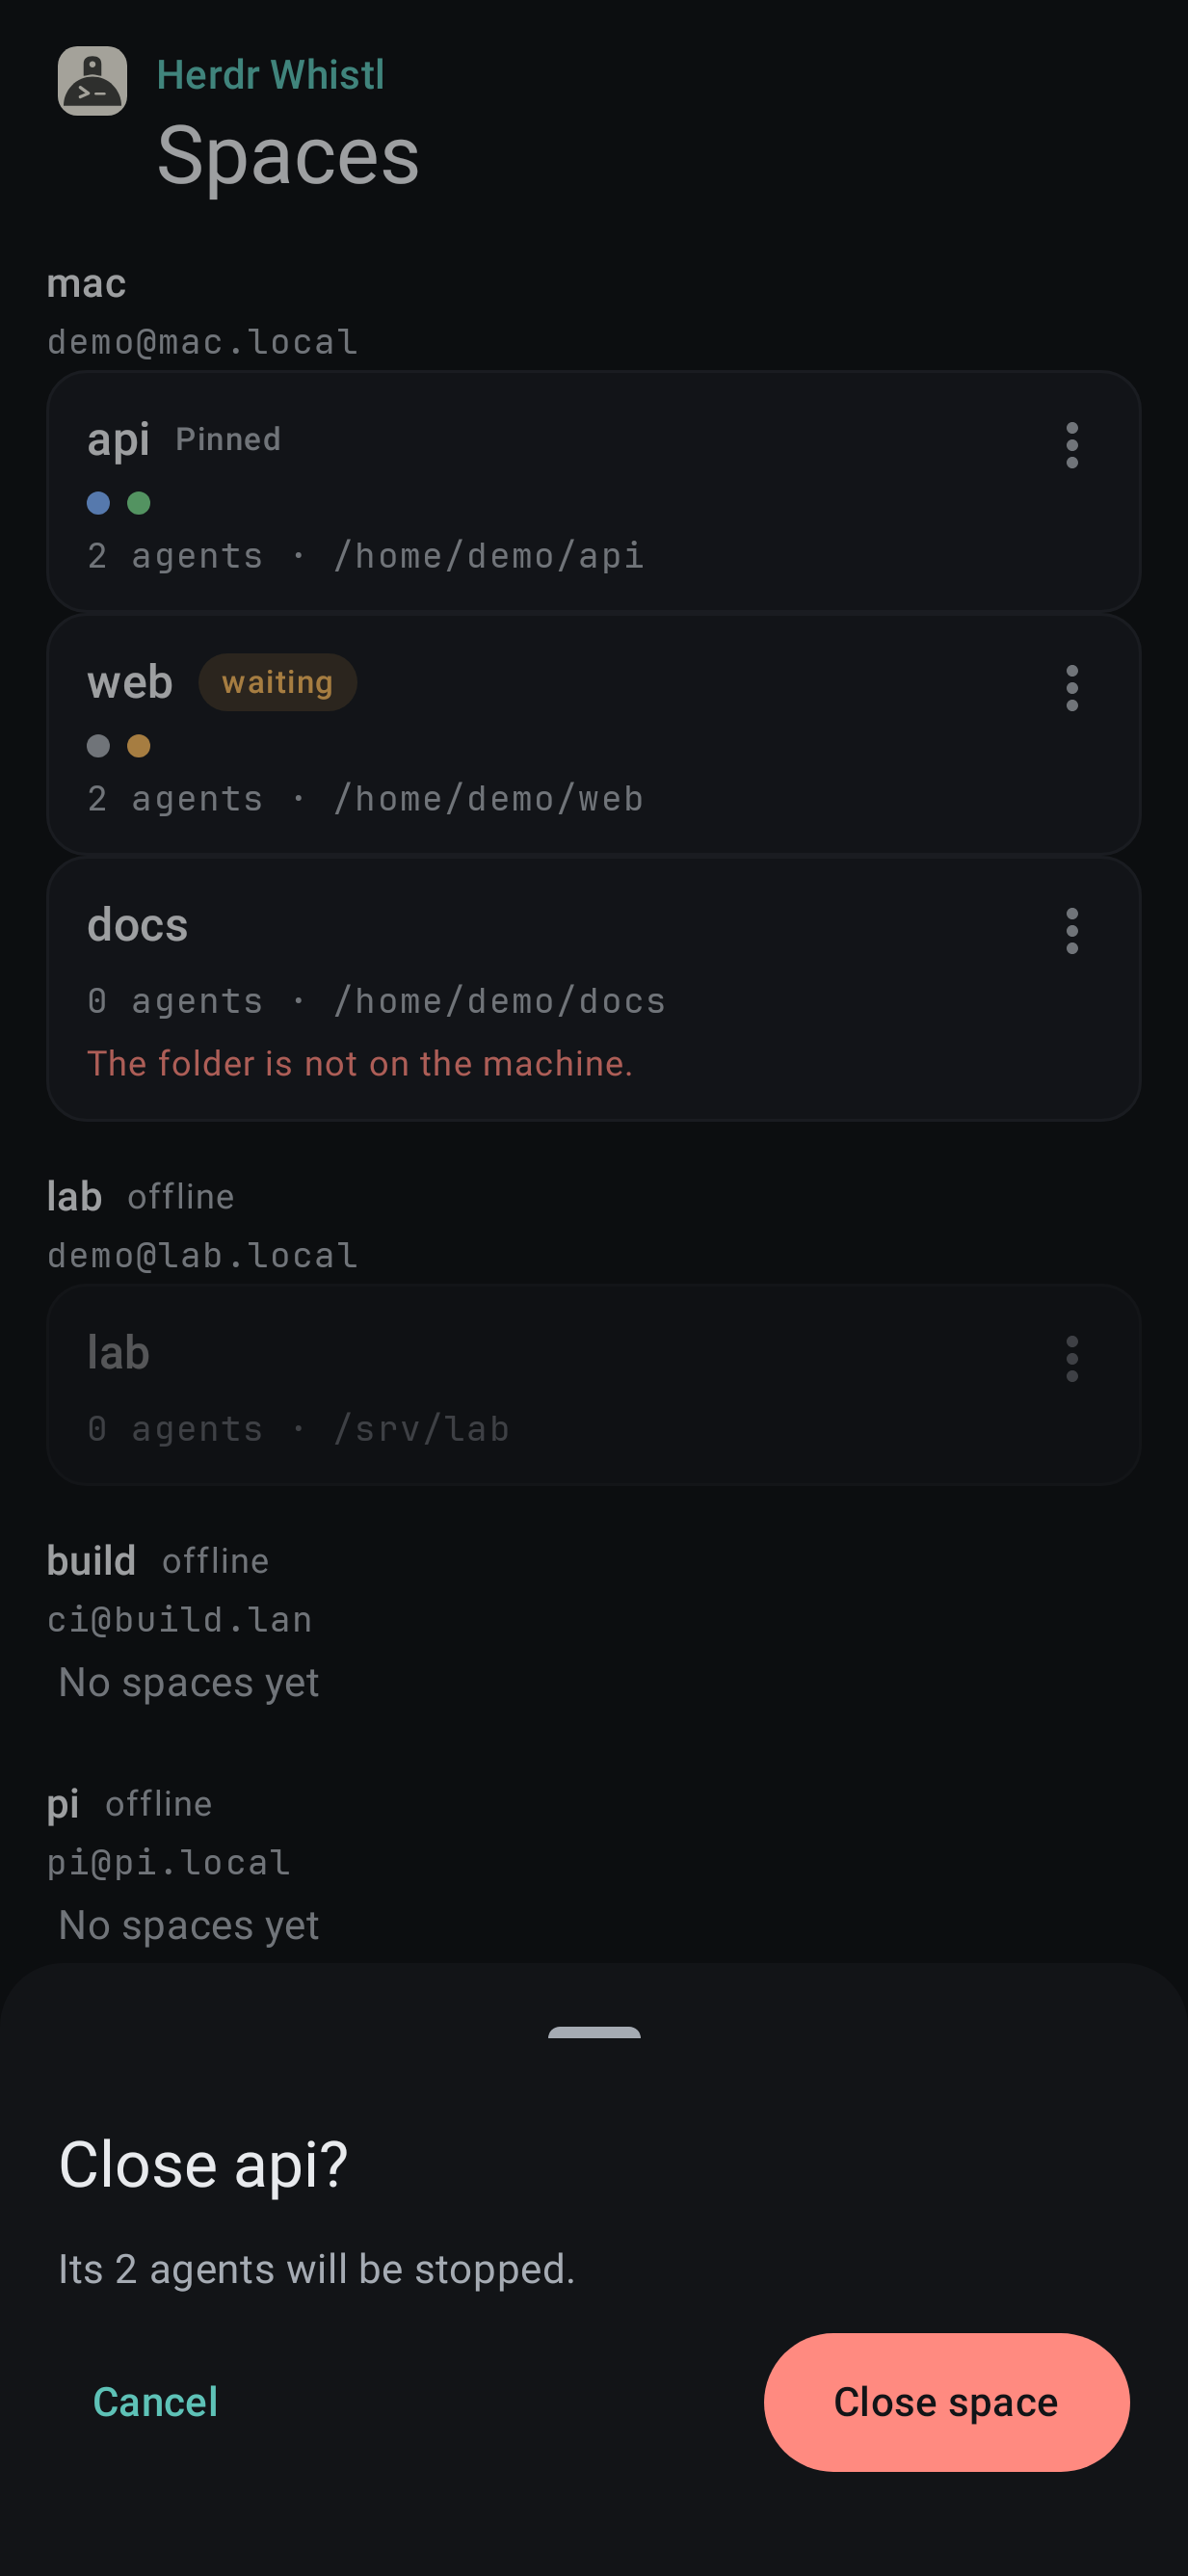 Herdr Whistl
Spaces
mac
demo@mac.local
api Pinned
2 agents · /home/demo/api
web waiting
2 agents · /home/demo/web
docs
0 agents · /home/demo/docs
The folder is not on the machine.
lab offline
demo@lab.local
lab
0 agents · /srv/lab
build offline
ci@build.lan
No spaces yet
pi offline
pi@pi.local
No spaces yet
Close api?
Its 2 agents will be stopped.
Cancel Close space